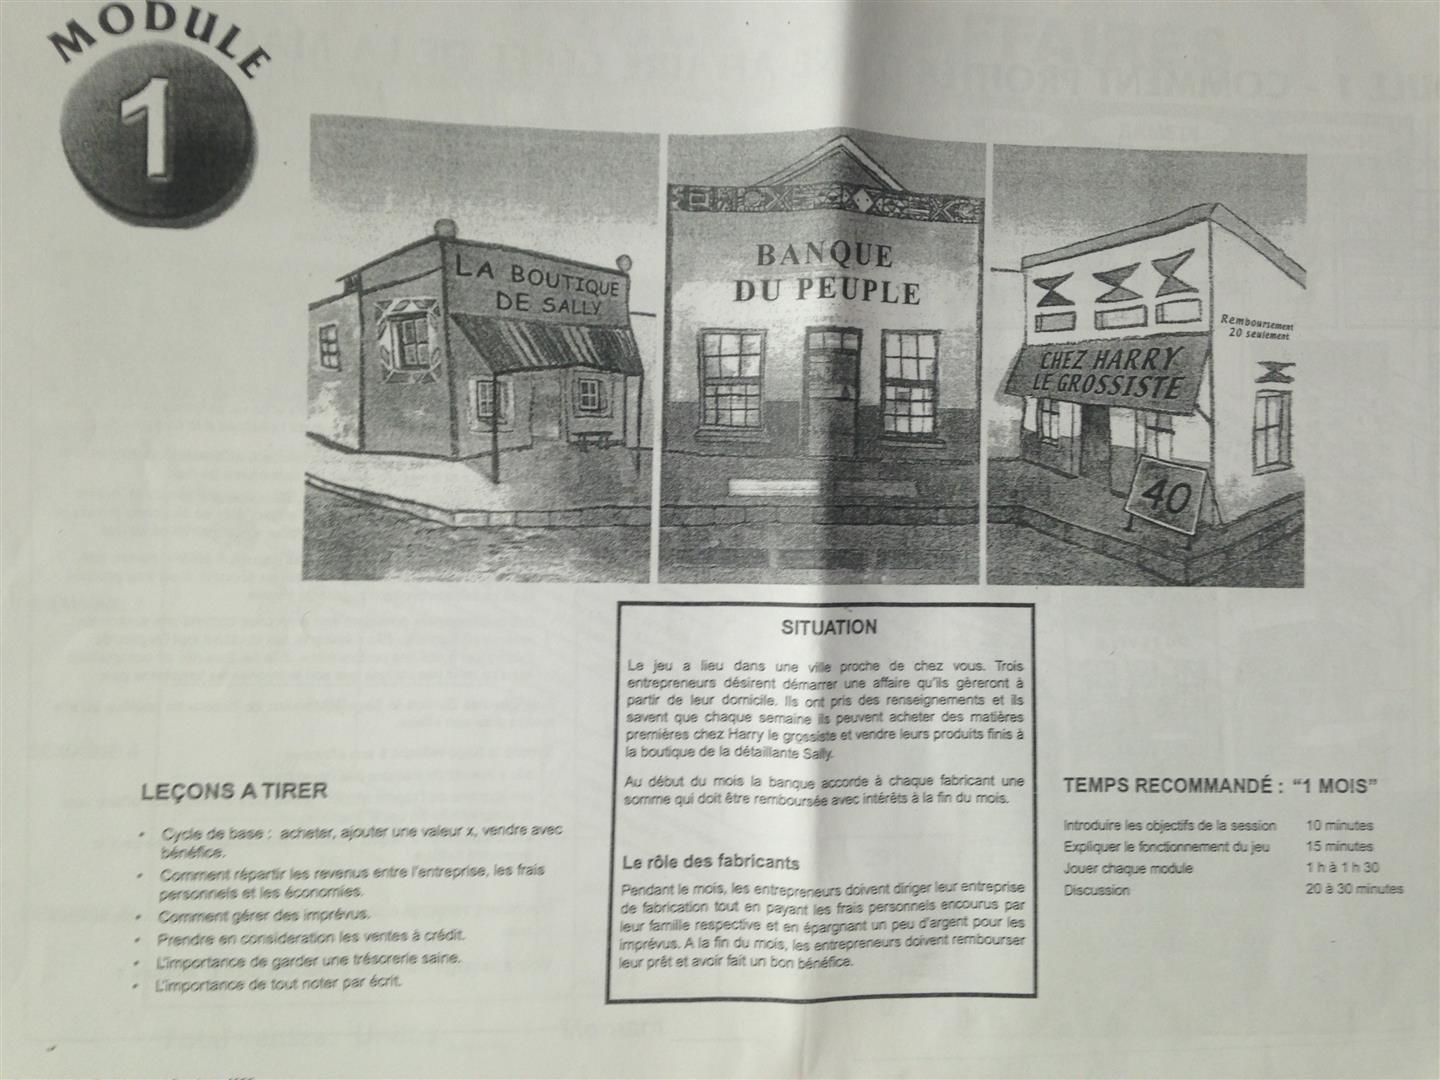 MODULE
1
LA BOUTIQUE
DE SALLY
BANQUE
DU PEUPLE
Remboursement
20 seulement
CHEZ HARRY
LE GROSSISTE
40
SITUATION
Le jeu a lieu dans une ville proche de chez vous. Trois
entrepreneurs désirent démarrer une affaire qu'ils gèreront à
partir de leur domicile. Ils ont pris des renseignements et ils
savent que chaque semaine ils peuvent acheter des matières
premières chez Harry le grossiste et vendre leurs produits finis à
la boutique de la détaillante Sally.
Au début du mois la banque accorde à chaque fabricant une
somme qui doit être remboursée avec intérêts à la fin du mois.
Le rôle des fabricants
Pendant le mois, les entrepreneurs doivent diriger leur entreprise
de fabrication tout en payant les frais personnels encourus par
leur famille respective et en épargnant un peu d'argent pour les
imprévus. A la fin du mois, les entrepreneurs doivent rembourser
leur prêt et avoir fait un bon bénéfice.
LEÇONS A TIRER
• Cycle de base : acheter, ajouter une valeur x, vendre avec
bénéfice.
• Comment répartir les revenus entre l'entreprise, les frais
personnels et les économies.
• Comment gérer des imprévus.
• Prendre en consideration les ventes à crédit.
• L'importance de garder une trésorerie saine.
• L'importance de tout noter par écrit.
TEMPS RECOMMANDÉ : "1 MOIS"
Introduire les objectifs de la session 10 minutes
Expliquer le fonctionnement du jeu 15 minutes
Jouer chaque module 1 h à 1 h 30
Discussion 20 à 30 minutes